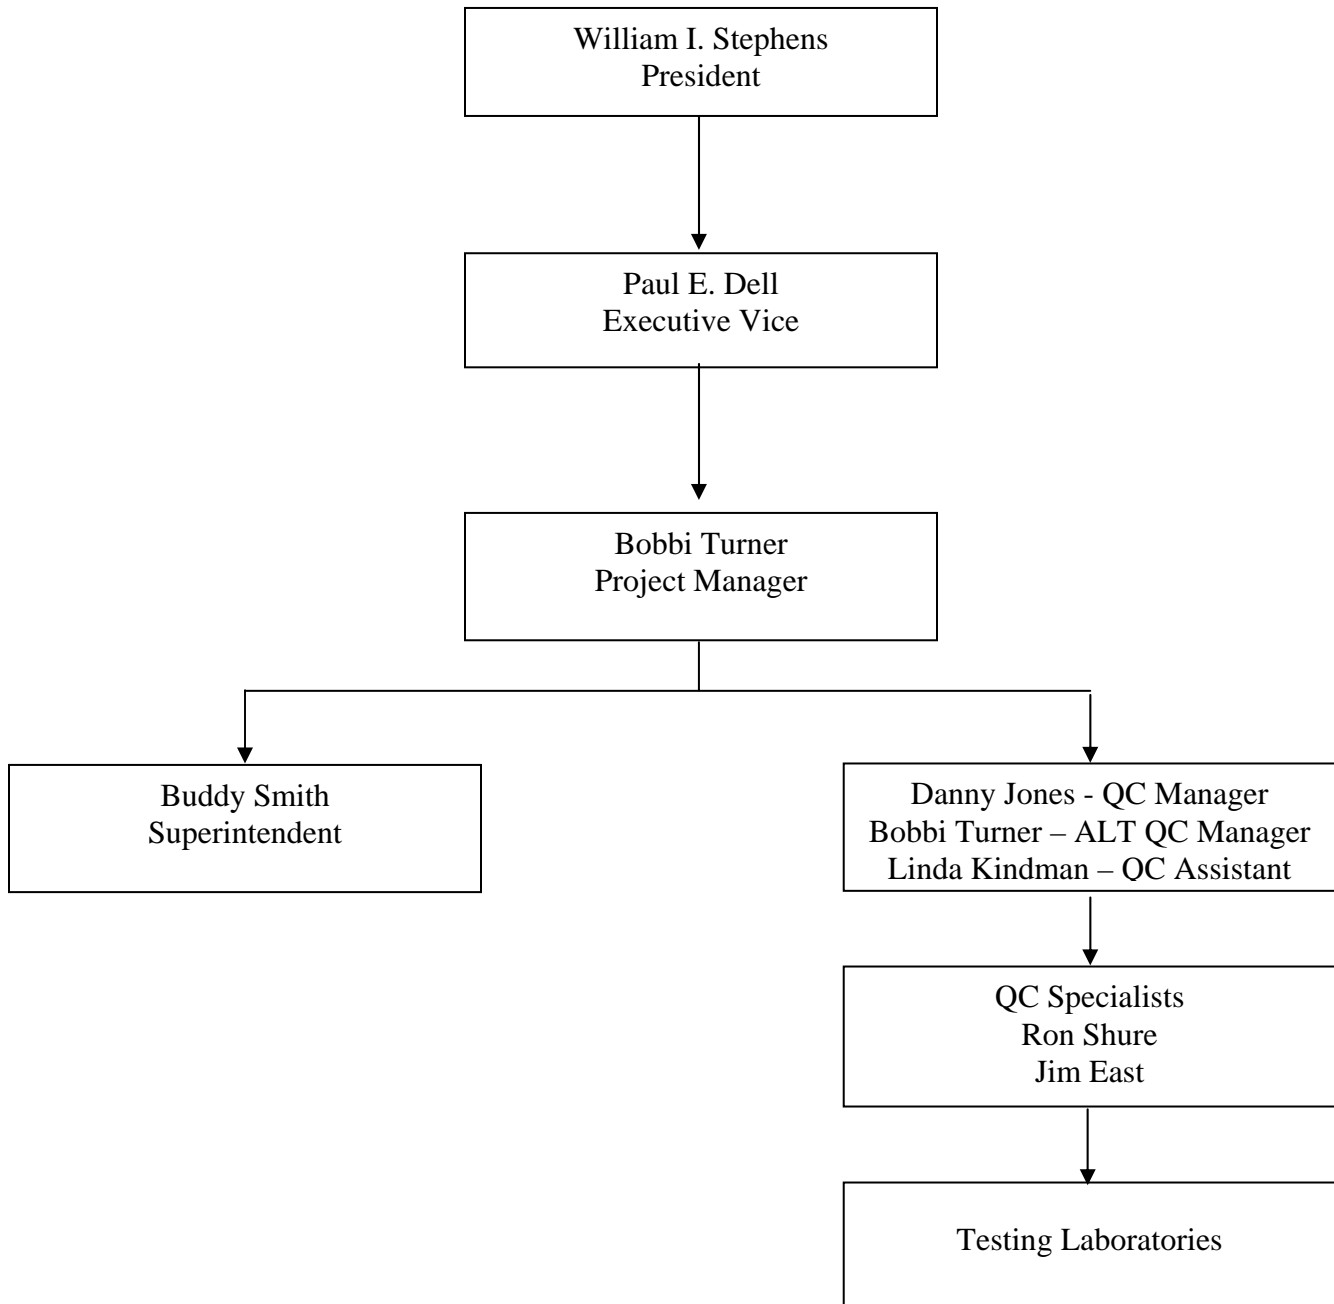 William I. Stephens
President
Paul E. Dell
Executive Vice
Bobbi Turner
Project Manager
Buddy Smith
Superintendent
Danny Jones - QC Manager
Bobbi Turner – ALT QC Manager
Linda Kindman – QC Assistant
QC Specialists
Ron Shure
Jim East
Testing Laboratories